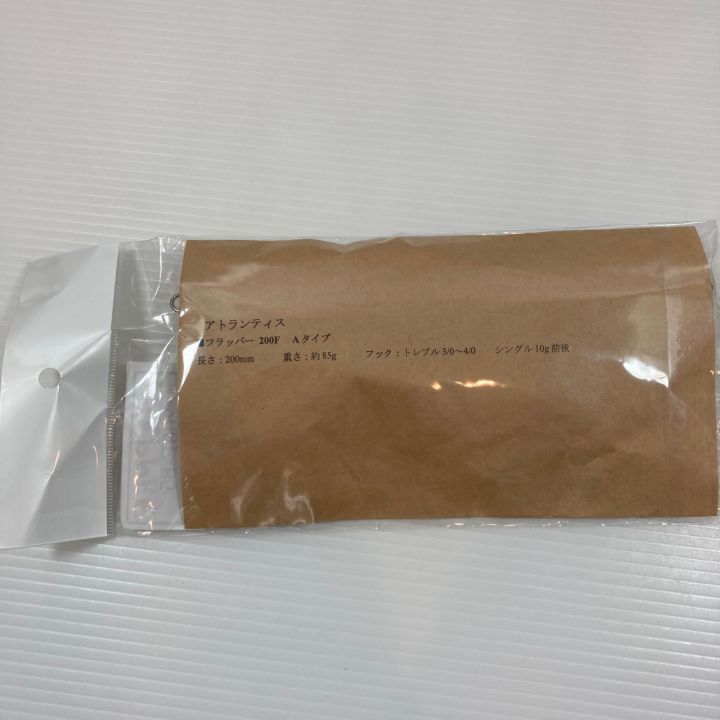 アトランティス
■フラッパー 200F Aタイプ
長さ：200mm 重さ：約85g フック：トレブル3/0～4/0 シングル10g前後